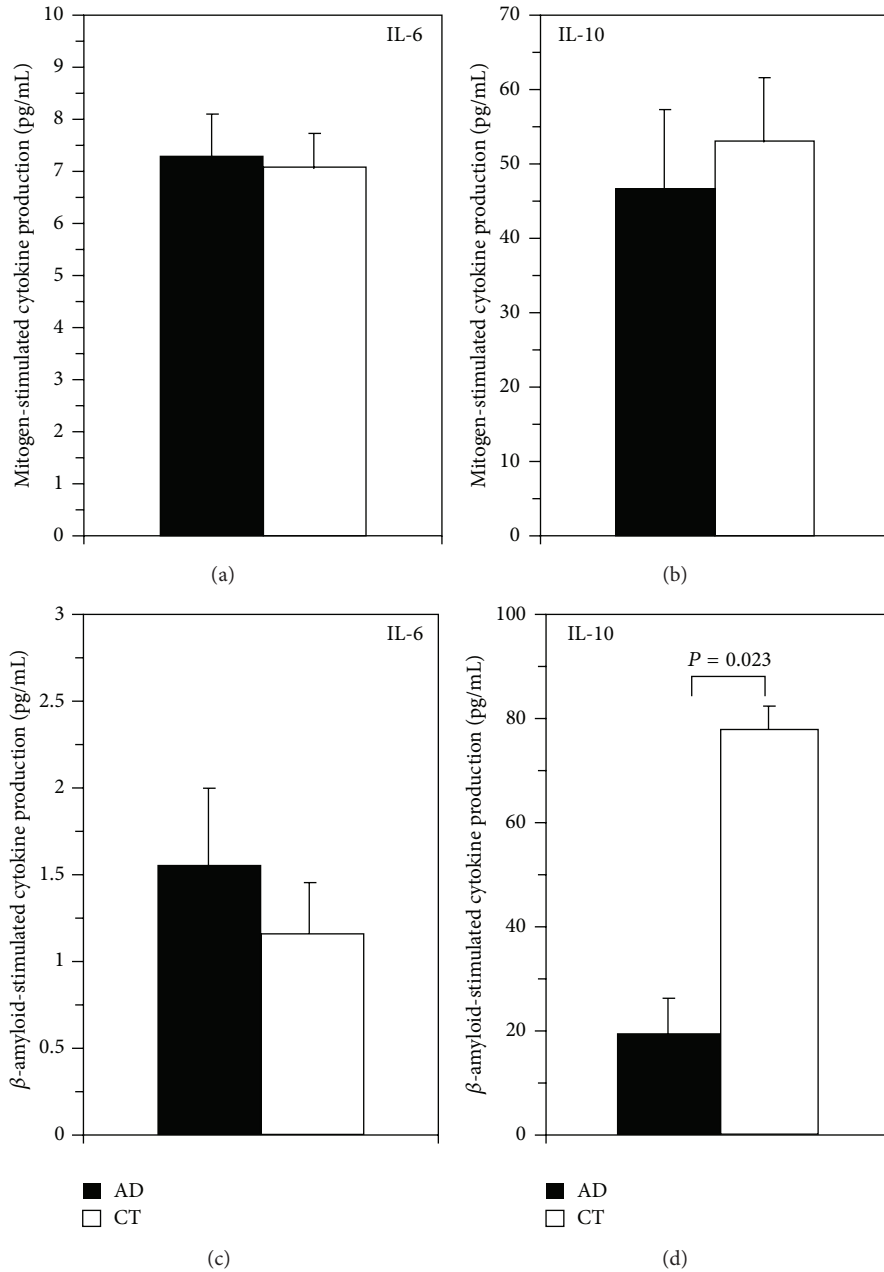 Mitogen-stimulated cytokine production (pg/mL)
10
9
8
7
6
5
4
3
2
1
0
IL-6
(a)
Mitogen-stimulated cytokine production (pg/mL)
70
60
50
40
30
20
10
0
IL-10
(b)
β-amyloid-stimulated cytokine production (pg/mL)
3
2.5
2
1.5
1
0.5
0
IL-6
AD
CT
(c)
β-amyloid-stimulated cytokine production (pg/mL)
100
80
60
40
20
0
IL-10
P = 0.023
AD
CT
(d)